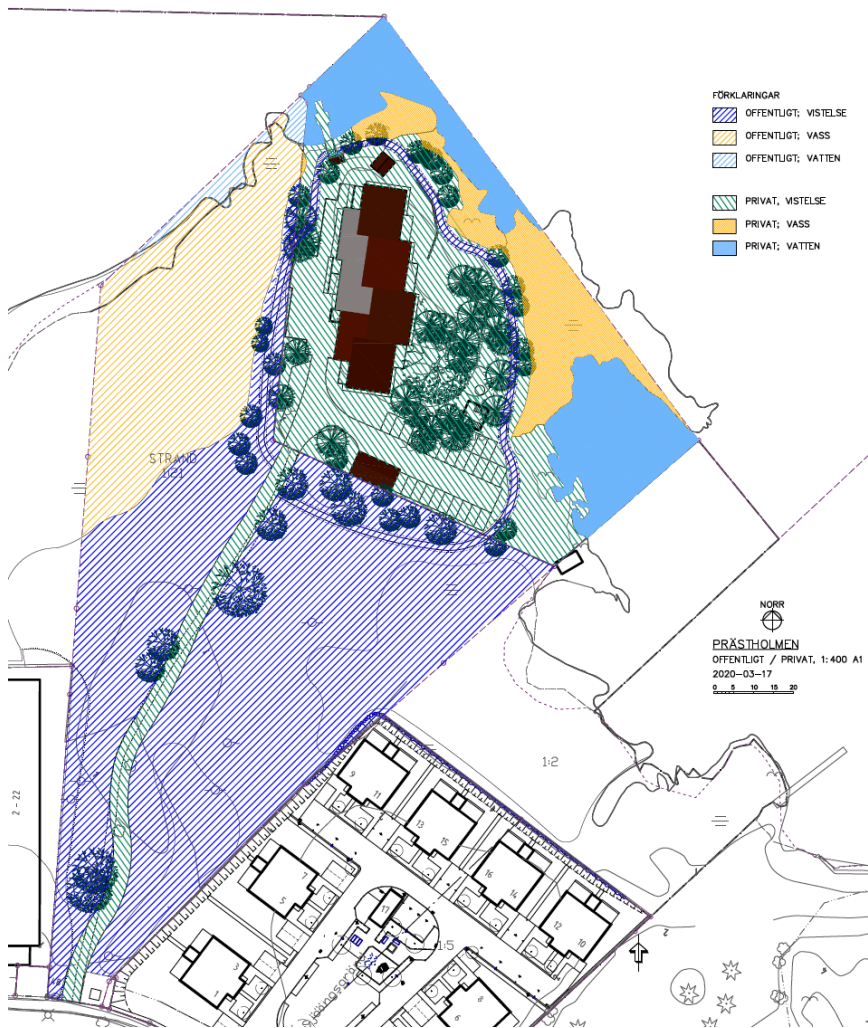 FÖRKLARINGAR
OFFENTLIGT; VISTELSE
OFFENTLIGT; VASS
OFFENTLIGT; VATTEN
PRIVAT, VISTELSE
PRIVAT; VASS
PRIVAT; VATTEN
STRAND
1:21
NORR
PRÄSTHOLMEN
OFFENTLIGT / PRIVAT, 1:400 A1
2020-03-17
0 5 10 15 20
1:2
2 - 22
9
11
13
15
16
14
12
10
7
5
17
1:5
3
1
8
6
2